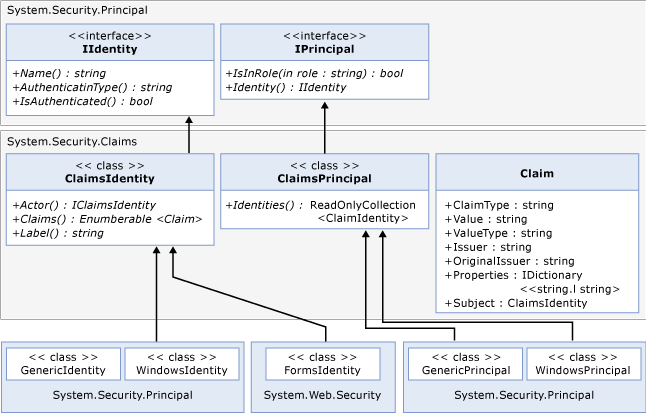 System.Security.Principal
<<interface>>
IIdentity
+Name() : string
+AuthenticatinType() : string
+IsAuthenticated() : bool
<<interface>>
IPrincipal
+IsInRole(in role : string) : bool
+Identity() : IIdentity
System.Security.Claims
<< class >>
ClaimsIdentity
+Actor() : IClaimsIdentity
+Claims() : Enumberable <Claim>
+Label() : string
<< class >>
ClaimsPrincipal
+Identities() : ReadOnlyCollection
<ClaimIdentity>
Claim
+ClaimType : string
+Value : string
+ValueType : string
+Issuer : string
+OriginalIssuer : string
+Properties : IDictionary
<<string.l string>
+Subject : ClaimsIdentity
<< class >>
GenericIdentity
<< class >>
WindowsIdentity
System.Security.Principal
<< class >>
FormsIdentity
System.Web.Security
<< class >>
GenericPrincipal
<< class >>
WindowsPrincipal
System.Security.Principal